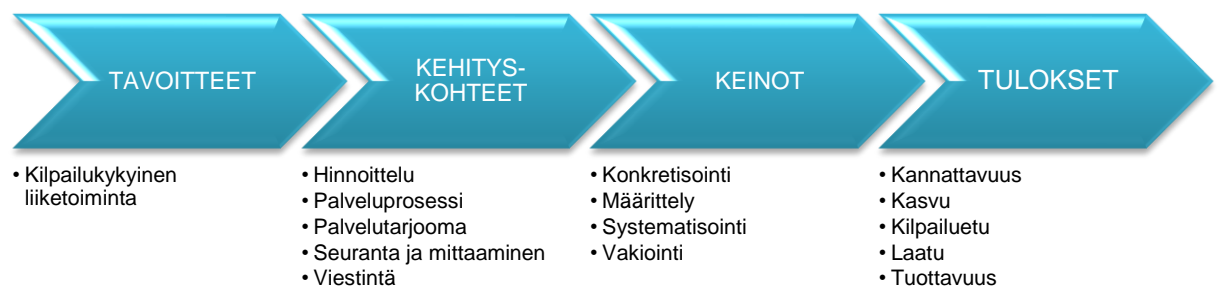 TAVOITTEET
• Kilpailukykyinen
liiketoiminta
KEHITYS-
KOHTEET
• Hinnoittelu
• Palveluprosessi
• Palvelutarjooma
• Seuranta ja mittaaminen
• Viestintä
KEINOT
• Konkretisointi
• Määrittely
• Systematisointi
• Vakiointi
TULOKSET
• Kannattavuus
• Kasvu
• Kilpailuetu
• Laatu
• Tuottavuus